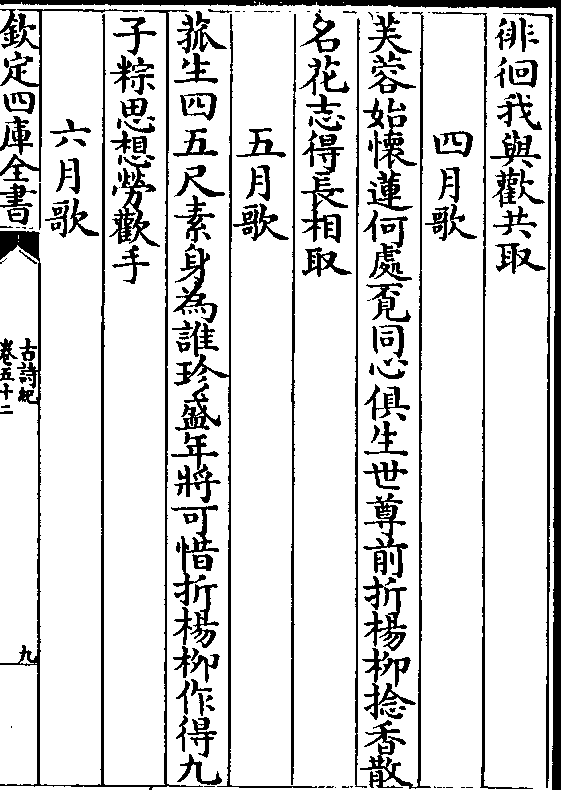 徘徊我與歡共取
四月歌
芙蓉始懷蓮何處覔同心俱生世尊前折楊柳捻香散
名花志得長相取
五月歌
菰生四五尺素身為誰珍盛年將可惜折楊柳作得九
子粽思想勞歡手
六月歌
欽定四庫全書
古詩紀
卷五十二
九